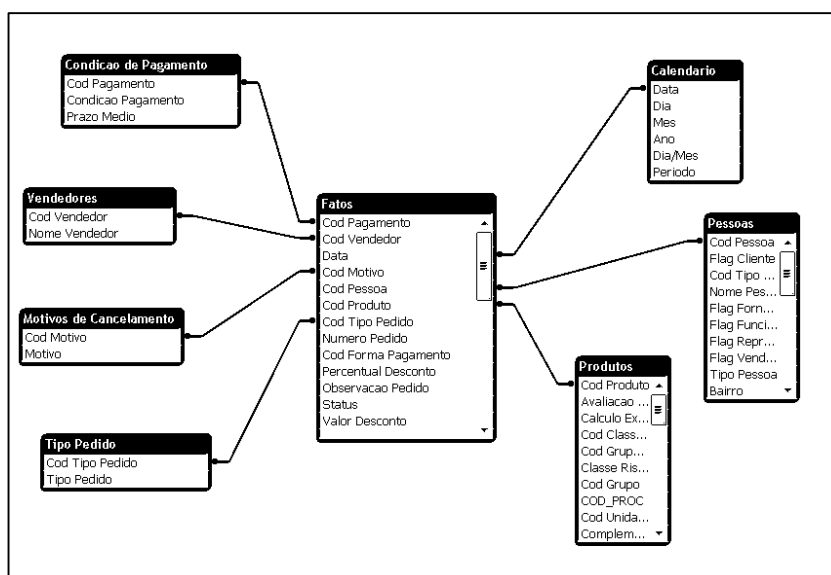 Condicao de Pagamento
Cod Pagamento
Condicao Pagamento
Prazo Medio
Vendedores
Cod Vendedor
Nome Vendedor
Motivos de Cancelamento
Cod Motivo
Motivo
Tipo Pedido
Cod Tipo Pedido
Tipo Pedido
Fatos
Cod Pagamento
Cod Vendedor
Data
Cod Motivo
Cod Pessoa
Cod Produto
Cod Tipo Pedido
Numero Pedido
Cod Forma Pagamento
Percentual Desconto
Observacao Pedido
Status
Valor Desconto
Calendario
Data
Dia
Mes
Ano
Dia/Mes
Periodo
Pessoas
Cod Pessoa
Flag Cliente
Cod Tipo ...
Nome Pes...
Flag Forn...
Flag Funci...
Flag Repr...
Flag Vend...
Tipo Pessoa
Bairro
Produtos
Cod Produto
Avaliacao ...
Calculo Ex...
Cod Class...
Cod Grup...
Classe Ris...
Cod Grupo
COD_PROC
Cod Unida...
Complem...